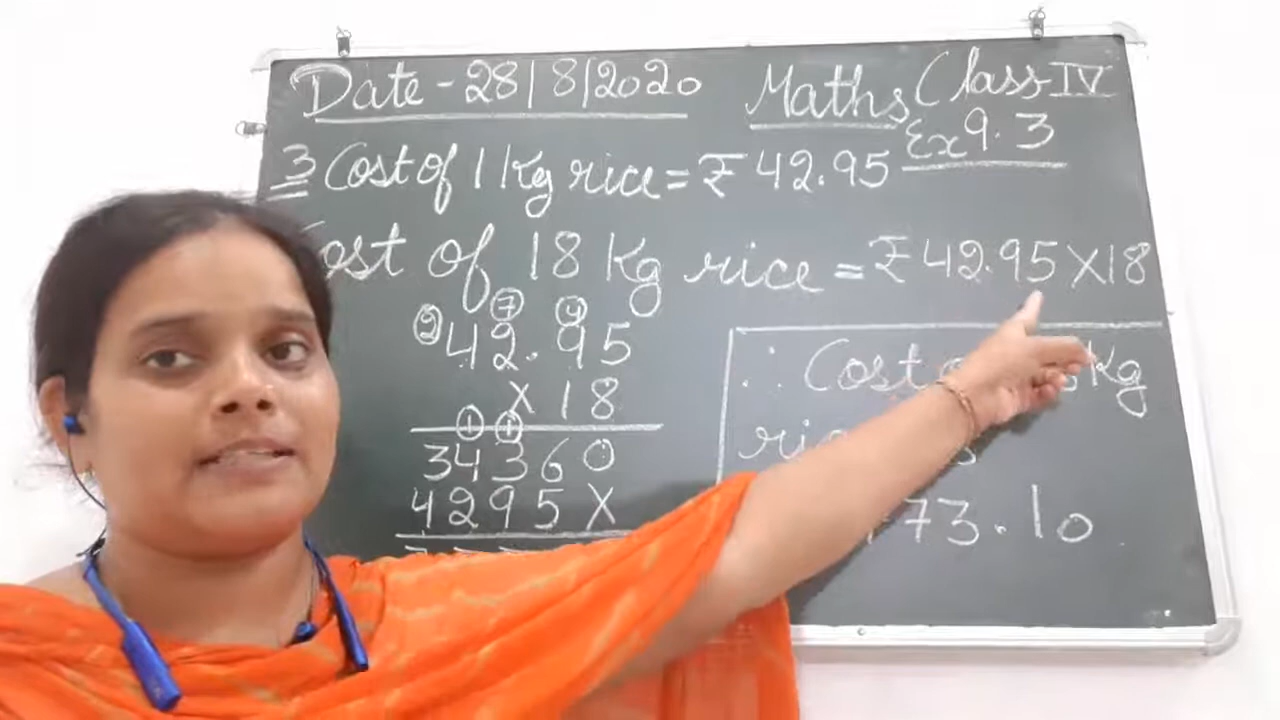 Date - 28/8/2020
Maths Class-IV
Ex 9.3
3 Cost of 1 Kg rice = ₹ 42.95
Cost of 18 Kg rice = ₹ 42.95 X 18
7 4
2 42.95
X 18
1 1
34360
4295X
∴ Cost Kg
73.10